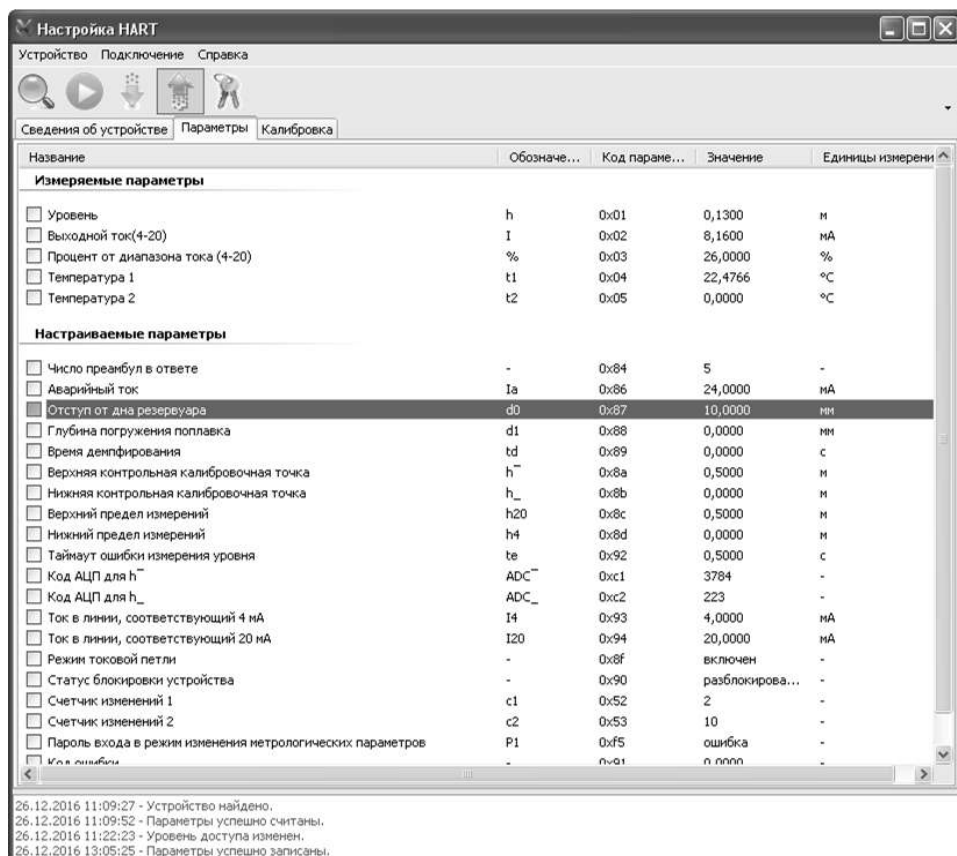 Настройка HART
Устройство Подключение Справка
Сведения об устройстве Параметры Калибровка
Название Обозначе... Код параме... Значение Единицы измерени
Измеряемые параметры
Уровень h 0x01 0,1300 м
Выходной ток(4-20) I 0x02 8,1600 мА
Процент от диапазона тока (4-20) % 0x03 26,0000 %
Температура 1 t1 0x04 22,4766 °C
Температура 2 t2 0x05 0,0000 °C
Настраиваемые параметры
Число преамбул в ответе - 0x84 5 -
Аварийный ток Ia 0x86 24,0000 мА
Отступ от дна резервуара d0 0x87 10,0000 мм
Глубина погружения поплавка d1 0x88 0,0000 мм
Время демпфирования td 0x89 0,0000 с
Верхняя контрольная калибровочная точка h¯ 0x8a 0,5000 м
Нижняя контрольная калибровочная точка h_ 0x8b 0,0000 м
Верхний предел измерений h20 0x8c 0,5000 м
Нижний предел измерений h4 0x8d 0,0000 м
Таймаут ошибки измерения уровня te 0x92 0,5000 с
Код АЦП для h¯ ADC¯ 0xc1 3784 -
Код АЦП для h_ ADC_ 0xc2 223 -
Ток в линии, соответствующий 4 мА I4 0x93 4,0000 мА
Ток в линии, соответствующий 20 мА I20 0x94 20,0000 мА
Режим токовой петли - 0x8f включен -
Статус блокировки устройства - 0x90 разблокирова... -
Счетчик изменений 1 c1 0x52 2 -
Счетчик изменений 2 c2 0x53 10 -
Пароль входа в режим изменения метрологических параметров P1 0xf5 ошибка -
Код ошибки - 0x91 0,0000 -
26.12.2016 11:09:27 - Устройство найдено.
26.12.2016 11:09:52 - Параметры успешно считаны.
26.12.2016 11:22:23 - Уровень доступа изменен.
26.12.2016 13:05:25 - Параметры успешно записаны.